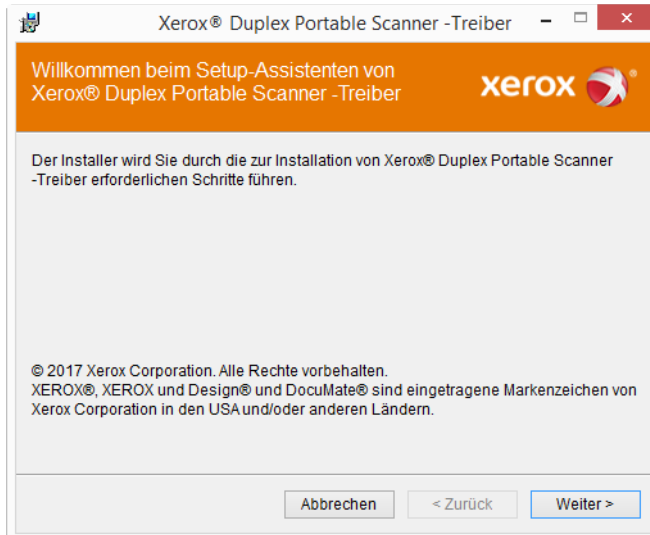 Xerox® Duplex Portable Scanner -Treiber
Willkommen beim Setup-Assistenten von
Xerox® Duplex Portable Scanner -Treiber
xerox
Der Installer wird Sie durch die zur Installation von Xerox® Duplex Portable Scanner
-Treiber erforderlichen Schritte führen.
© 2017 Xerox Corporation. Alle Rechte vorbehalten.
XEROX®, XEROX und Design® und DocuMate® sind eingetragene Markenzeichen von
Xerox Corporation in den USA und/oder anderen Ländern.
Abbrechen
< Zurück
Weiter >